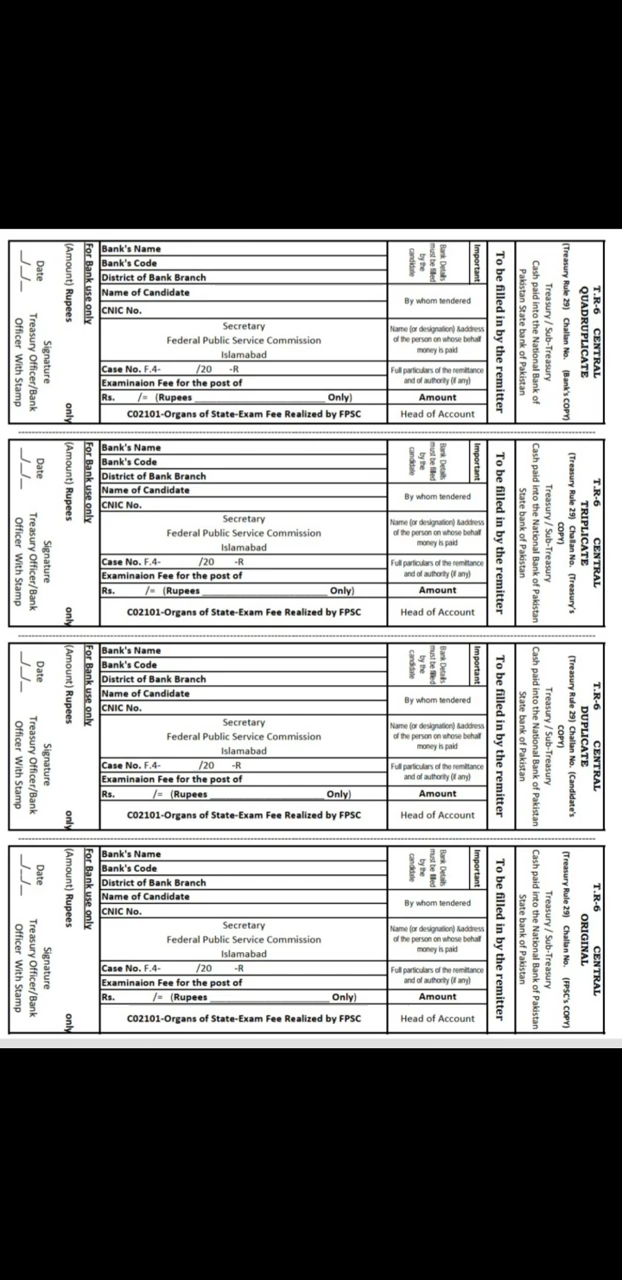 T.R-6 CENTRAL
QUADRUPLICATE
(Treasury Rule 29) Challan No. (Bank's COPY)
Treasury / Sub-Treasury
Cash paid into the National Bank of
Pakistan State bank of Pakistan
To be filled in by the remitter
Important
Bank Details
must be filled
by the
candidate
Bank's Name
Bank's Code
District of Bank Branch
By whom tendered
Name of Candidate
CNIC No.
Name (or designation) &address
of the person on whose behalf
money is paid
Secretary
Federal Public Service Commission
Islamabad
Full particulars of the remittance
and of authority (if any)
Case No. F.4- /20 -R
Examinaion Fee for the post of
Amount
Rs. /= (Rupees ____________________ Only)
Head of Account
C02101-Organs of State-Exam Fee Realized by FPSC
For Bank use only
(Amount) Rupees only
Signature
Date Treasury Officer/Bank
__/__/__ Officer With Stamp
T.R-6 CENTRAL
TRIPLICATE
(Treasury Rule 29) Challan No. (Treasury's
COPY)
Treasury / Sub-Treasury
Cash paid into the National Bank of Pakistan
State bank of Pakistan
To be filled in by the remitter
Important
Bank Details
must be filled
by the
candidate
Bank's Name
Bank's Code
District of Bank Branch
By whom tendered
Name of Candidate
CNIC No.
Name (or designation) &address
of the person on whose behalf
money is paid
Secretary
Federal Public Service Commission
Islamabad
Full particulars of the remittance
and of authority (if any)
Case No. F.4- /20 -R
Examinaion Fee for the post of
Amount
Rs. /= (Rupees ____________________ Only)
Head of Account
C02101-Organs of State-Exam Fee Realized by FPSC
For Bank use only
(Amount) Rupees only
Signature
Date Treasury Officer/Bank
__/__/__ Officer With Stamp
T.R-6 CENTRAL
DUPLICATE
(Treasury Rule 29) Challan No. (Candidate's
COPY)
Treasury / Sub-Treasury
Cash paid into the National Bank of Pakistan
State bank of Pakistan
To be filled in by the remitter
Important
Bank Details
must be filled
by the
candidate
Bank's Name
Bank's Code
District of Bank Branch
By whom tendered
Name of Candidate
CNIC No.
Name (or designation) &address
of the person on whose behalf
money is paid
Secretary
Federal Public Service Commission
Islamabad
Full particulars of the remittance
and of authority (if any)
Case No. F.4- /20 -R
Examinaion Fee for the post of
Amount
Rs. /= (Rupees ____________________ Only)
Head of Account
C02101-Organs of State-Exam Fee Realized by FPSC
For Bank use only
(Amount) Rupees only
Signature
Date Treasury Officer/Bank
__/__/__ Officer With Stamp
T.R-6 CENTRAL
ORIGINAL
(Treasury Rule 29) Challan No. (FPSC's COPY)
Treasury / Sub-Treasury
Cash paid into the National Bank of Pakistan
State bank of Pakistan
To be filled in by the remitter
Important
Bank Details
must be filled
by the
candidate
Bank's Name
Bank's Code
District of Bank Branch
By whom tendered
Name of Candidate
CNIC No.
Name (or designation) &address
of the person on whose behalf
money is paid
Secretary
Federal Public Service Commission
Islamabad
Full particulars of the remittance
and of authority (if any)
Case No. F.4- /20 -R
Examinaion Fee for the post of
Amount
Rs. /= (Rupees ____________________ Only)
Head of Account
C02101-Organs of State-Exam Fee Realized by FPSC
For Bank use only
(Amount) Rupees only
Signature
Date Treasury Officer/Bank
__/__/__ Officer With Stamp